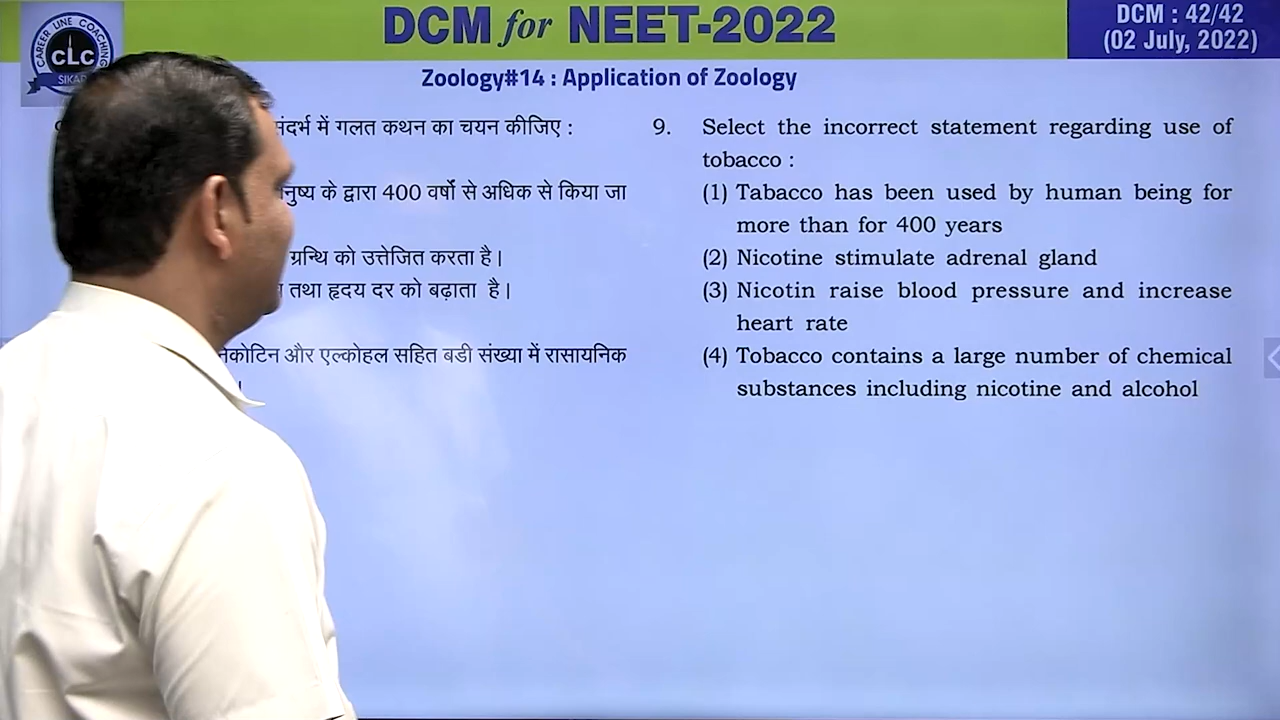 DCM for NEET-2022
DCM : 42/42
(02 July, 2022)
CAREER LINE COACHING
CLC
Zoology#14 : Application of Zoology
संदर्भ में गलत कथन का चयन कीजिए :
के द्वारा 400 वर्षों से अधिक से किया जा
ग्रन्थि को उत्तेजित करता है।
तथा हृदय दर को बढ़ाता है।
और एल्कोहल सहित बडी संख्या में रासायनिक
।
9. Select the incorrect statement regarding use of
tobacco :
(1) Tabacco has been used by human being for
more than for 400 years
(2) Nicotine stimulate adrenal gland
(3) Nicotin raise blood pressure and increase
heart rate
(4) Tobacco contains a large number of chemical
substances including nicotine and alcohol